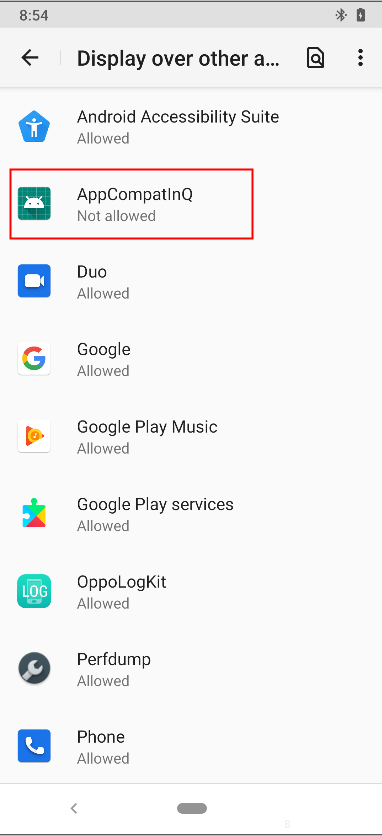 8:54
Display over other a...
Android Accessibility Suite
Allowed
AppCompatInQ
Not allowed
Duo
Allowed
Google
Allowed
Google Play Music
Allowed
Google Play services
Allowed
LOG
OppoLogKit
Allowed
Perfdump
Allowed
Phone
Allowed